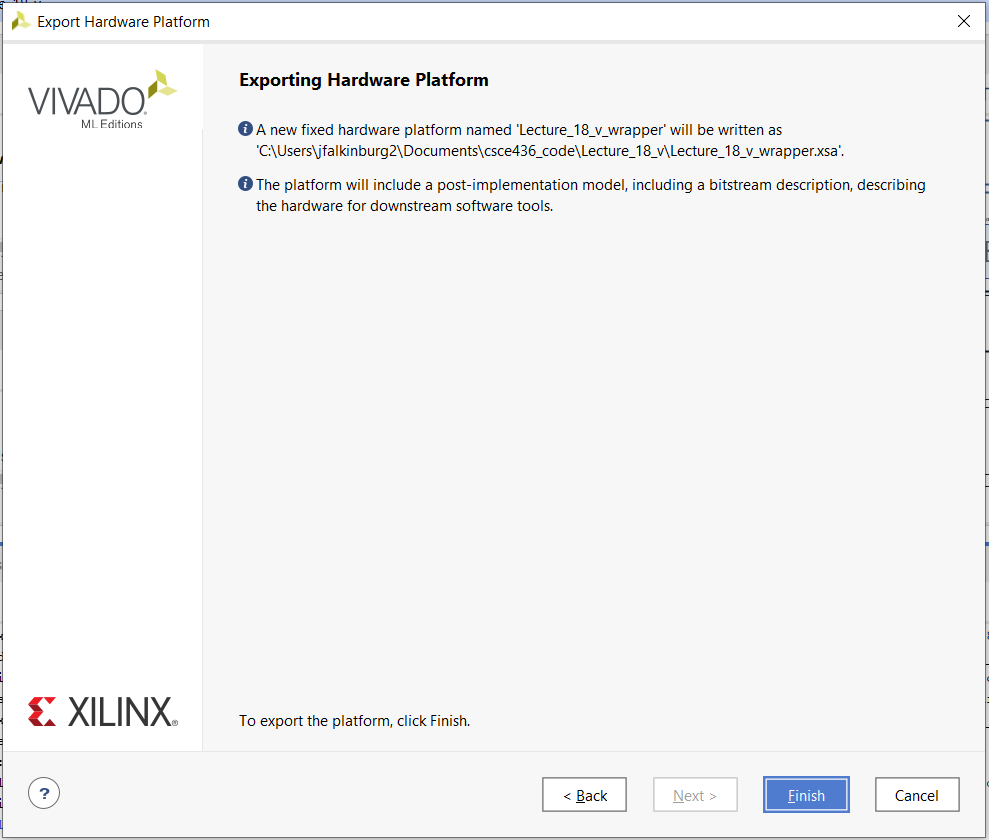 Export Hardware Platform
VIVADO
ML Editions
Exporting Hardware Platform
A new fixed hardware platform named 'Lecture_18_v_wrapper' will be written as
'C:\Users\jfalkinburg2\Documents\csce436_code\Lecture_18_v\Lecture_18_v_wrapper.xsa'.
The platform will include a post-implementation model, including a bitstream description, describing
the hardware for downstream software tools.
XILINX
To export the platform, click Finish.
?
< Back
Next >
Finish
Cancel